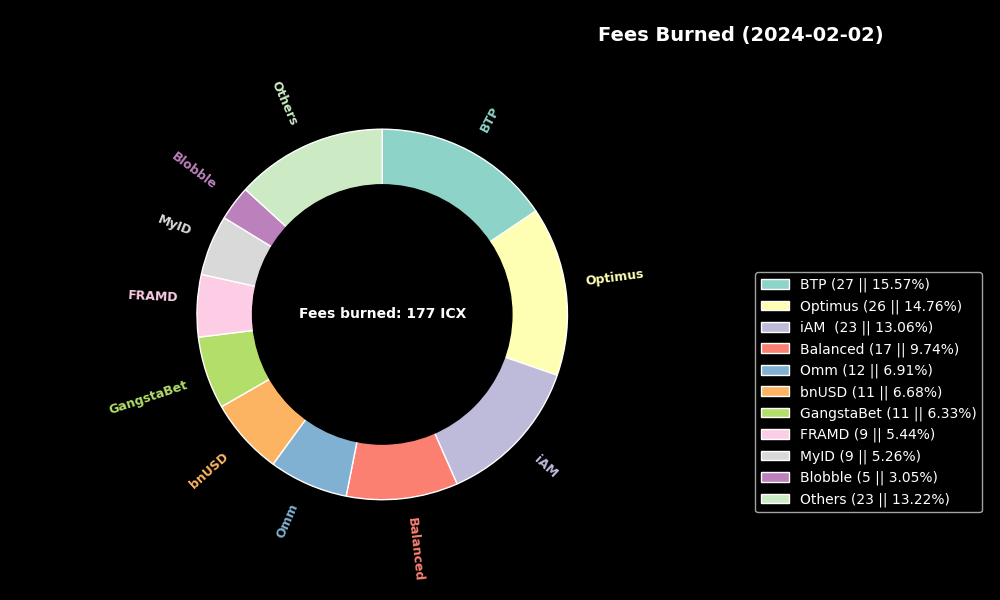 Fees Burned (2024-02-02)
Others
BTP
Blobble
MyID
Optimus
FRAMD
Fees burned: 177 ICX
GangstaBet
bnUSD
iAM
Omm
Balanced
BTP (27 || 15.57%)
Optimus (26 || 14.76%)
iAM  (23 || 13.06%)
Balanced (17 || 9.74%)
Omm (12 || 6.91%)
bnUSD (11 || 6.68%)
GangstaBet (11 || 6.33%)
FRAMD (9 || 5.44%)
MyID (9 || 5.26%)
Blobble (5 || 3.05%)
Others (23 || 13.22%)